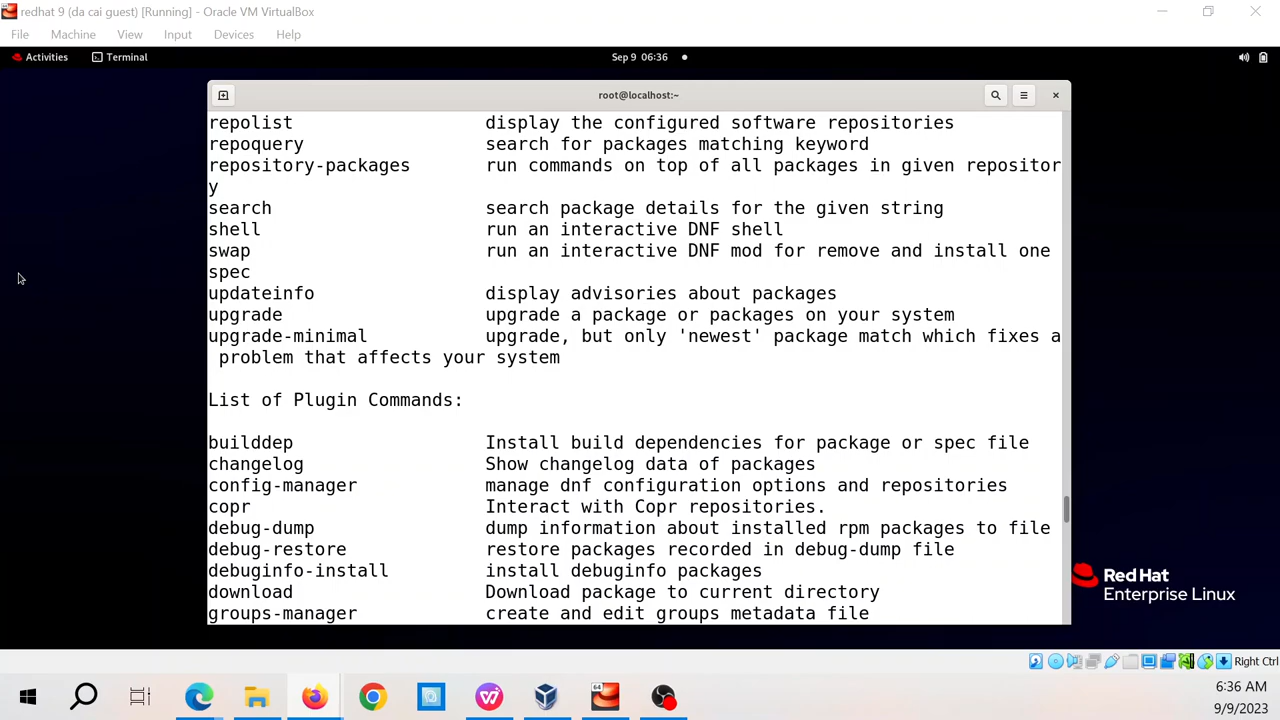 redhat 9 (da cai guest) [Running] - Oracle VM VirtualBox
File Machine View Input Devices Help
Activities Terminal Sep 9 06:36
root@localhost:~
repolist display the configured software repositories
repoquery search for packages matching keyword
repository-packages run commands on top of all packages in given repositor
y
search search package details for the given string
shell run an interactive DNF shell
swap run an interactive DNF mod for remove and install one
spec
updateinfo display advisories about packages
upgrade upgrade a package or packages on your system
upgrade-minimal upgrade, but only 'newest' package match which fixes a
problem that affects your system
List of Plugin Commands:
builddep Install build dependencies for package or spec file
changelog Show changelog data of packages
config-manager manage dnf configuration options and repositories
copr Interact with Copr repositories.
debug-dump dump information about installed rpm packages to file
debug-restore restore packages recorded in debug-dump file
debuginfo-install install debuginfo packages
download Download package to current directory
groups-manager create and edit groups metadata file
Red Hat
Enterprise Linux
Right Ctrl
64
6:36 AM
9/9/2023